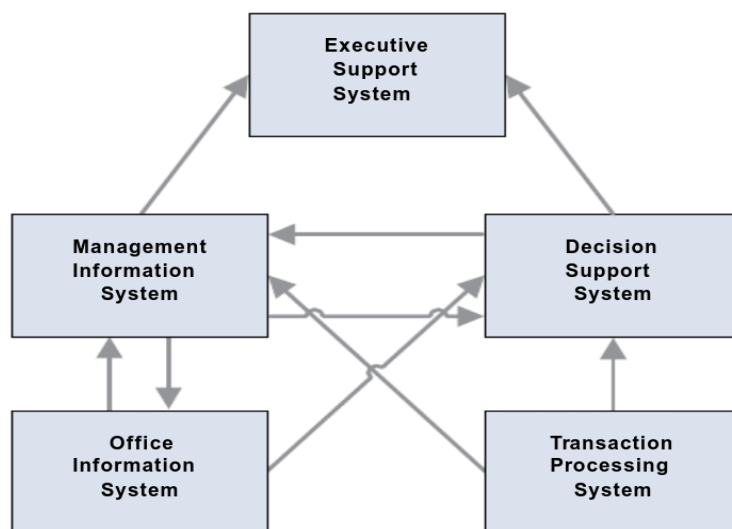 Executive
Support
System
Management
Information
System
Decision
Support
System
Office
Information
System
Transaction
Processing
System